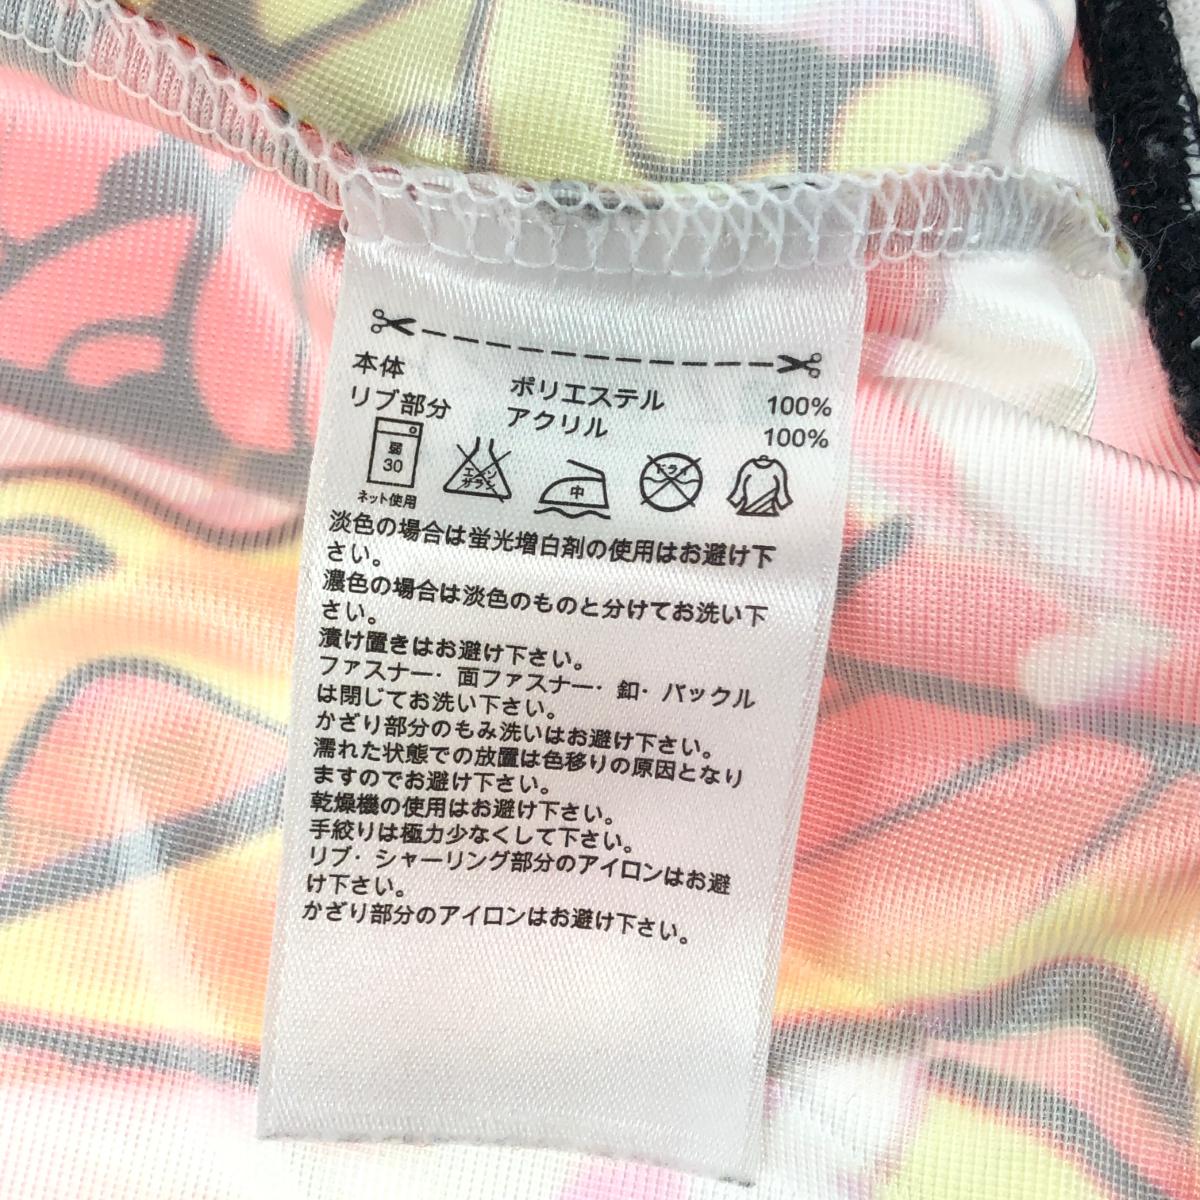 本体 ポリエステル 100%
リブ部分 アクリル 100%
弱 30 エンソ サラシ 中 ドライ
ネット使用
淡色の場合は蛍光増白剤の使用はお避け下
さい。
濃色の場合は淡色のものと分けてお洗い下
さい。
漬け置きはお避け下さい。
ファスナー・面ファスナー・釦・バックル
は閉じてお洗い下さい。
かざり部分のもみ洗いはお避け下さい。
濡れた状態での放置は色移りの原因となり
ますのでお避け下さい。
乾燥機の使用はお避け下さい。
手絞りは極力少なくして下さい。
リブ・シャーリング部分のアイロンはお避
け下さい。
かざり部分のアイロンはお避け下さい。